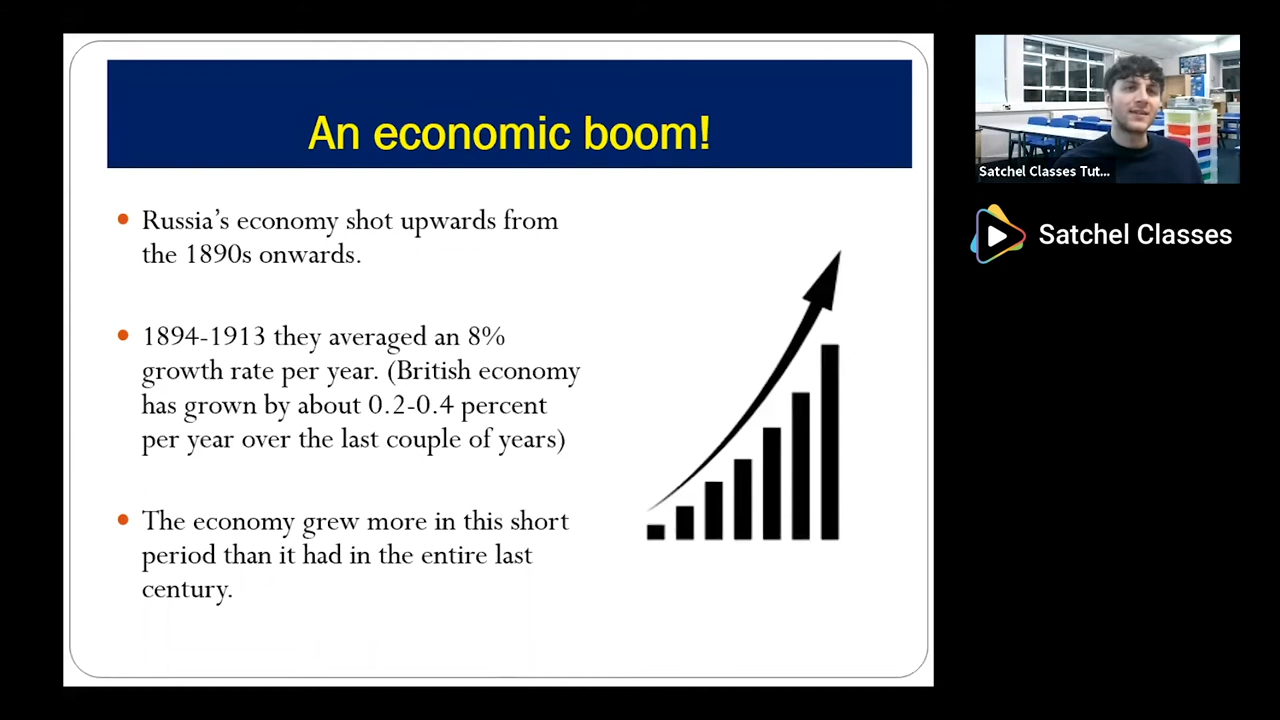 An economic boom!
Russia’s economy shot upwards from
the 1890s onwards.
1894-1913 they averaged an 8%
growth rate per year. (British economy
has grown by about 0.2-0.4 percent
per year over the last couple of years)
The economy grew more in this short
period than it had in the entire last
century.
Satchel Classes Tut...
Satchel Classes